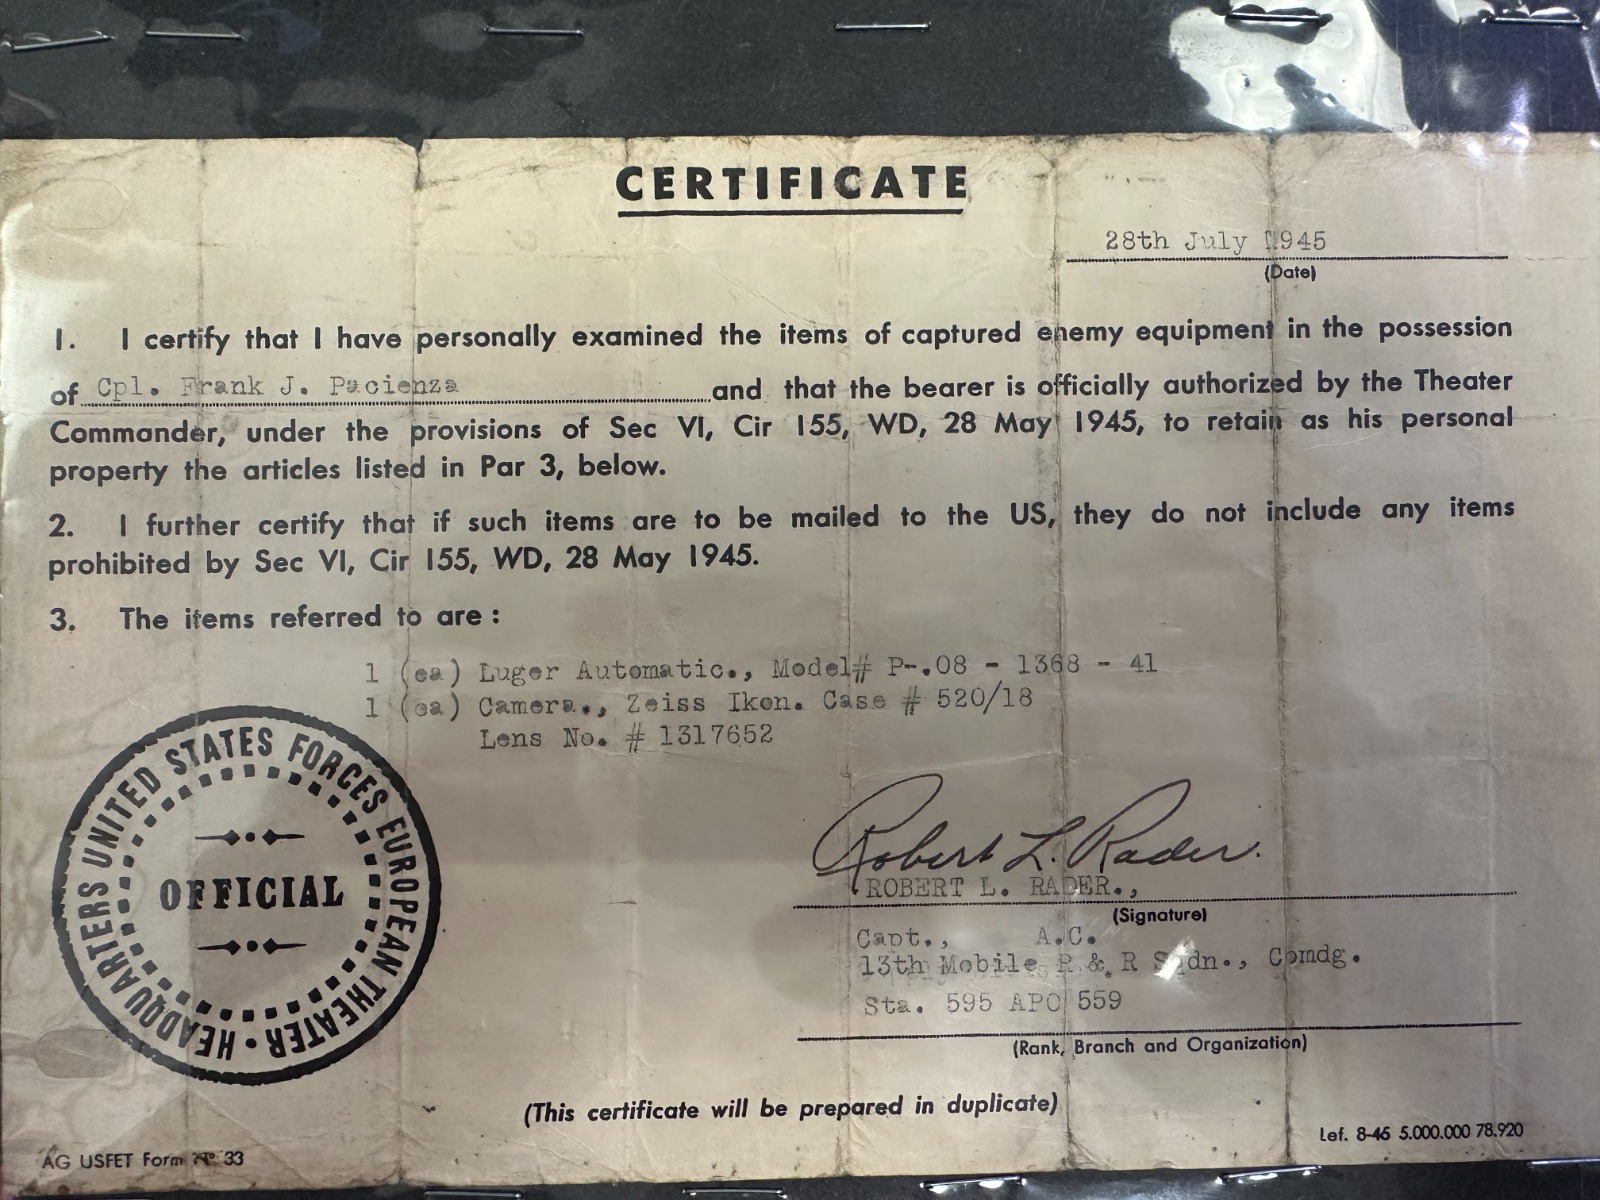 CERTIFICATE
28th July 1945
(Date)
1. I certify that I have personally examined the items of captured enemy equipment in the possession
of Cpl. Frank J. Pacienza and that the bearer is officially authorized by the Theater
Commander, under the provisions of Sec VI, Cir 155, WD, 28 May 1945, to retain as his personal
property the articles listed in Par 3, below.
2. I further certify that if such items are to be mailed to the US, they do not include any items
prohibited by Sec VI, Cir 155, WD, 28 May 1945.
3. The items referred to are :
1 (ea) Luger Automatic., Model# P-.08 - 1368 - 41
1 (ea) Camera., Zeiss Ikon. Case # 520/18
Lens No. # 1317652
HEADQUARTERS UNITED STATES FORCES EUROPEAN THEATER •
OFFICIAL
Robert L. Rader.
ROBERT L. RADER.,
(Signature)
Capt., A.C.
13th Mobile R & R Sqdn., Comdg.
Sta. 595 APO 559
(Rank, Branch and Organization)
(This certificate will be prepared in duplicate)
Lef. 8-45 5.000.000 78.920
AG USFET Form Nº 33